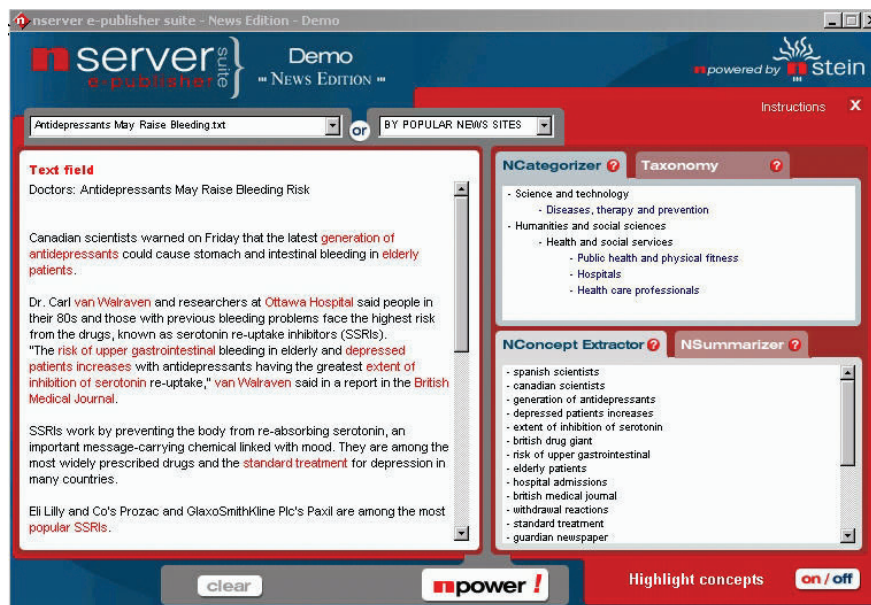 nserver e-publisher suite - News Edition - Demo
nserver suite
e-publisher
Demo
NEWS EDITION
npowered by nstein
Instructions X
Antidepressants May Raise Bleeding.txt
or
BY POPULAR NEWS SITES
Text field
Doctors: Antidepressants May Raise Bleeding Risk
Canadian scientists warned on Friday that the latest generation of
antidepressants could cause stomach and intestinal bleeding in elderly
patients.
Dr. Carl van Walraven and researchers at Ottawa Hospital said people in
their 80s and those with previous bleeding problems face the highest risk
from the drugs, known as serotonin re-uptake inhibitors (SSRIs).
"The risk of upper gastrointestinal bleeding in elderly and depressed
patients increases with antidepressants having the greatest extent of
inhibition of serotonin re-uptake," van Walraven said in a report in the British
Medical Journal.
SSRIs work by preventing the body from re-absorbing serotonin, an
important message-carrying chemical linked with mood. They are among the
most widely prescribed drugs and the standard treatment for depression in
many countries.
Eli Lilly and Co's Prozac and GlaxoSmithKline Plc's Paxil are among the most
popular SSRIs.
NCategorizer ? Taxonomy ?
- Science and technology
- Diseases, therapy and prevention
- Humanities and social sciences
- Health and social services
- Public health and physical fitness
- Hospitals
- Health care professionals
NConcept Extractor ? NSummarizer ?
- spanish scientists
- canadian scientists
- generation of antidepressants
- depressed patients increases
- extent of inhibition of serotonin
- british drug giant
- risk of upper gastrointestinal
- elderly patients
- hospital admissions
- british medical journal
- withdrawal reactions
- standard treatment
- guardian newspaper
clear
npower !
Highlight concepts on / off